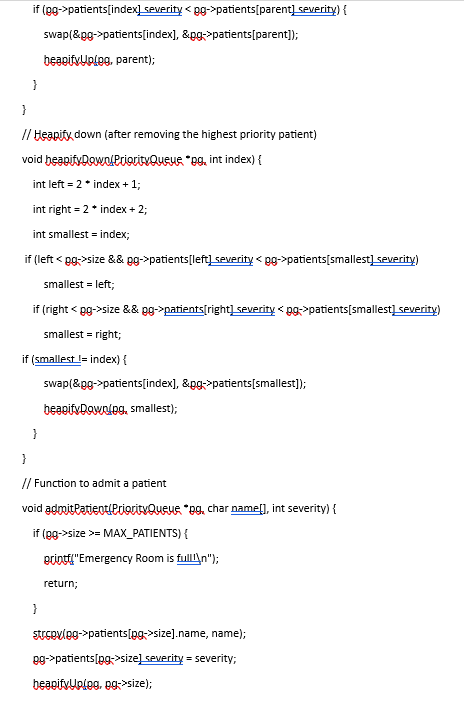 if (pq->patients[index].severity < pq->patients[parent].severity) {
swap(&pq->patients[index], &pq->patients[parent]);
heapifyUp(pq, parent);
}
}
// Heapify down (after removing the highest priority patient)
void heapifyDown(PriorityQueue *pq, int index) {
int left = 2 * index + 1;
int right = 2 * index + 2;
int smallest = index;
if (left < pq->size && pq->patients[left].severity < pq->patients[smallest].severity)
smallest = left;
if (right < pq->size && pq->patients[right].severity < pq->patients[smallest].severity)
smallest = right;
if (smallest != index) {
swap(&pq->patients[index], &pq->patients[smallest]);
heapifyDown(pq, smallest);
}
}
// Function to admit a patient
void admitPatient(PriorityQueue *pq, char name[], int severity) {
if (pq->size >= MAX_PATIENTS) {
printf("Emergency Room is full!\n");
return;
}
strcpy(pq->patients[pq->size].name, name);
pq->patients[pq->size].severity = severity;
heapifyUp(pq, pq->size);